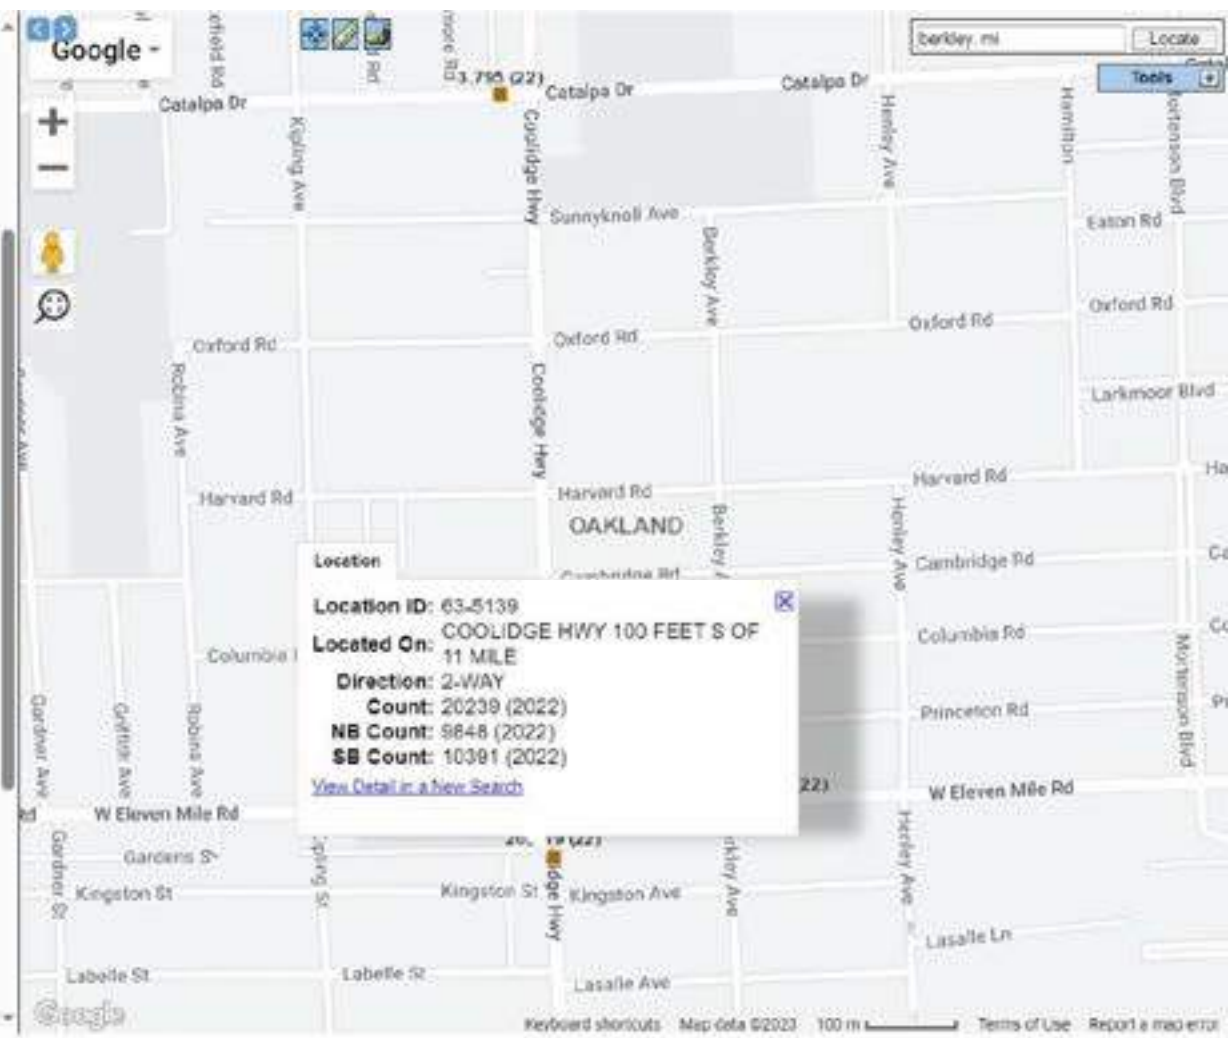 Google
berkley, mi
Locate
Tools
Catalpa Dr
3,795 (22)
Catalpa Dr
Catalpa Dr
Kipling Ave
Coolidge Hwy
Henley Ave
Hamilton
Sunnyknoll Ave
Eaton Rd
Berkley Ave
Oxford Rd
Oxford Rd
Oxford Rd
Oxford Rd
Robina Ave
Coolidge Hwy
Larkmoor Blvd
Harvard Rd
Harvard Rd
Harvard Rd
OAKLAND
Henley Ave
Cambridge Rd
Location
Location ID: 63-5139
Located On: COOLIDGE HWY 100 FEET S OF
11 MILE
Direction: 2-WAY
Count: 20239 (2022)
NB Count: 9848 (2022)
SB Count: 10391 (2022)
View Detail in a New Search
Columbia
Columbia Rd
Mortenson Blvd
Princeton Rd
Gardner Ave
Griffith Ave
Robina Ave
22)
W Eleven Mile Rd
W Eleven Mile Rd
Gardner St
Gardens St
Henley Ave
Kingston St
Kingston St
Kingston Ave
Lasalle Ln
Labelle St
Labelle St
Lasalle Ave
Google
Keyboard shortcuts
Map data ©2023
100 m
Terms of Use
Report a map error